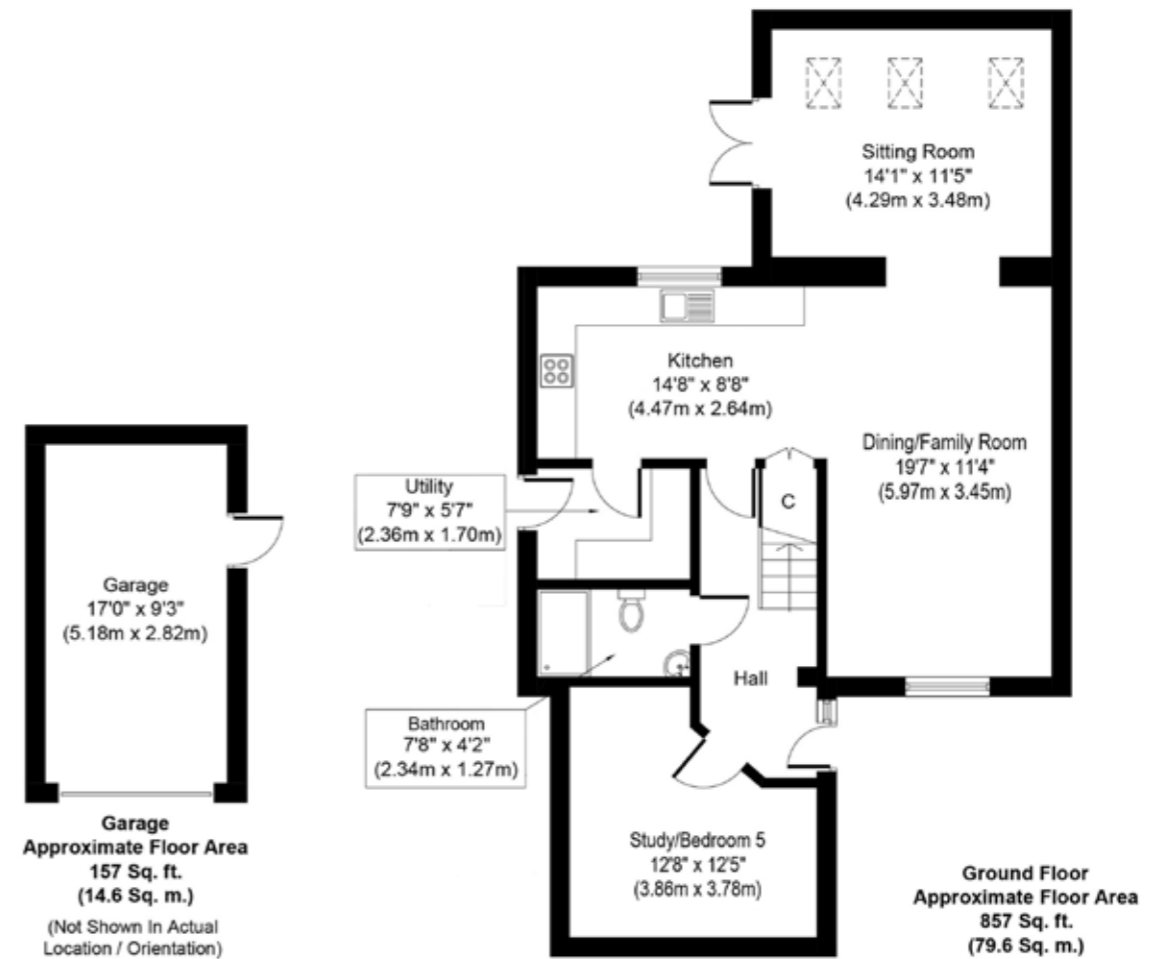 Sitting Room
14'1" x 11'5"
(4.29m x 3.48m)
Kitchen
14'8" x 8'8"
(4.47m x 2.64m)
Dining/Family Room
19'7" x 11'4"
(5.97m x 3.45m)
Utility
7'9" x 5'7"
(2.36m x 1.70m)
C
Garage
17'0" x 9'3"
(5.18m x 2.82m)
Hall
Bathroom
7'8" x 4'2"
(2.34m x 1.27m)
Study/Bedroom 5
12'8" x 12'5"
(3.86m x 3.78m)
Garage
Approximate Floor Area
157 Sq. ft.
(14.6 Sq. m.)
(Not Shown In Actual
Location / Orientation)
Ground Floor
Approximate Floor Area
857 Sq. ft.
(79.6 Sq. m.)